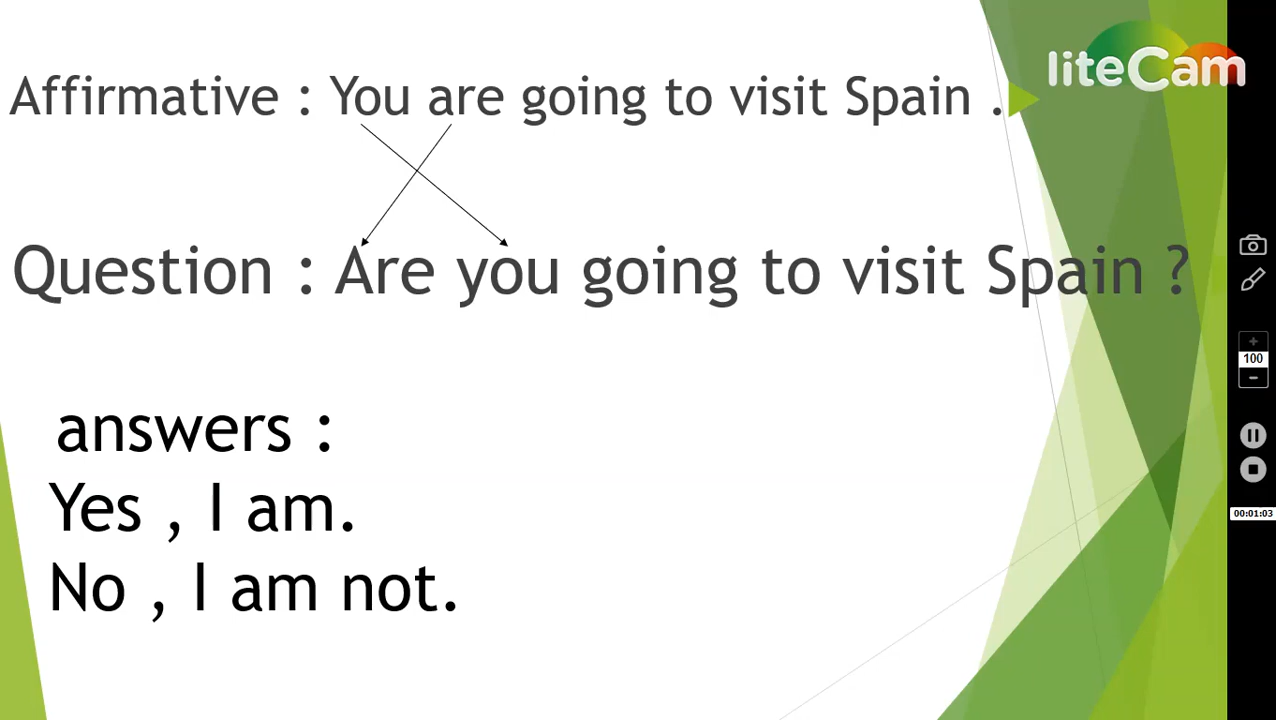 liteCam
Affirmative : You are going to visit Spain .
Question : Are you going to visit Spain ?
answers :
Yes , I am.
No , I am not.
100
00:01:03